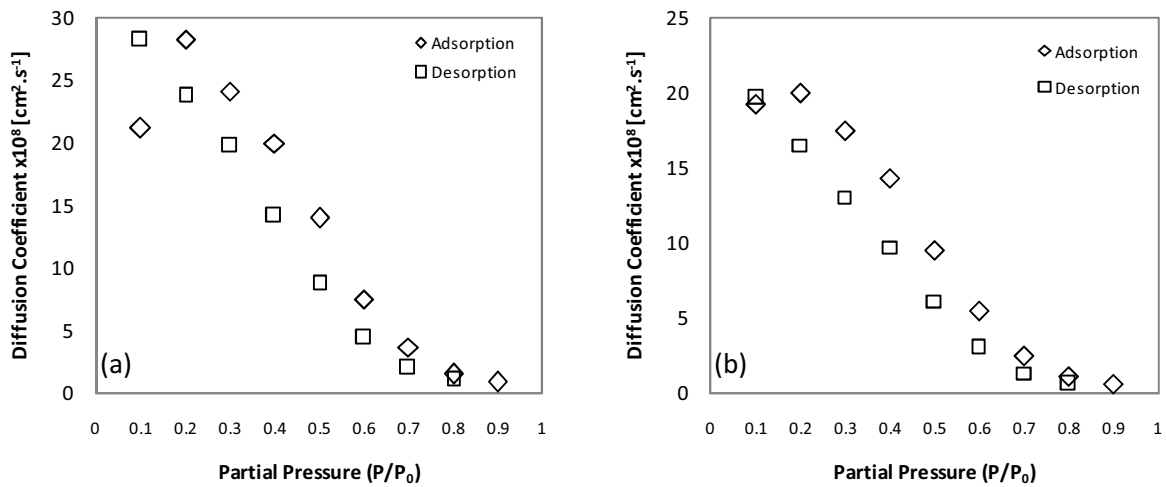 30
25
20
15
10
5
0
0 0.1 0.2 0.3 0.4 0.5 0.6 0.7 0.8 0.9 1
Diffusion Coefficient x10⁸ [cm².s⁻¹]
Partial Pressure (P/P₀)
Adsorption
Desorption
(a)
25
20
15
10
5
0
0 0.1 0.2 0.3 0.4 0.5 0.6 0.7 0.8 0.9 1
Diffusion Coefficient x10⁸ [cm².s⁻¹]
Partial Pressure (P/P₀)
Adsorption
Desorption
(b)